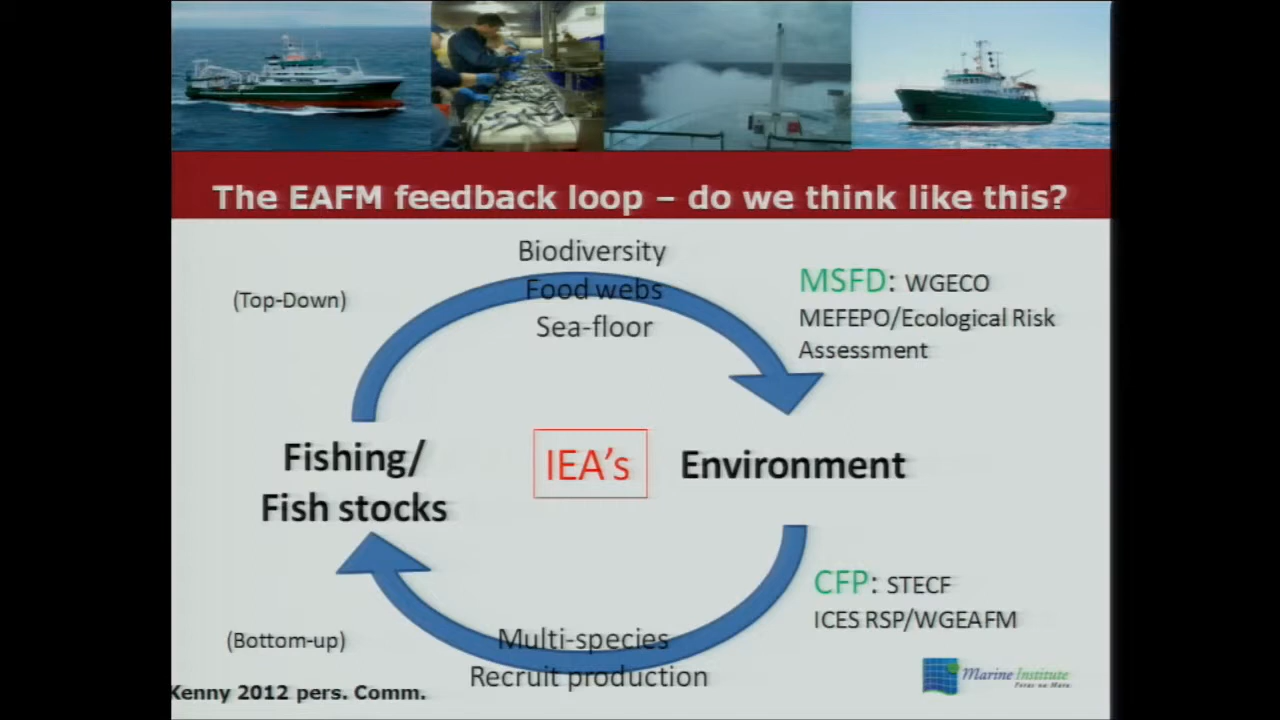 The EAFM feedback loop – do we think like this?
Biodiversity
Food webs
Sea-floor
(Top-Down)
MSFD: WGECO
MEFEPO/Ecological Risk
Assessment
Fishing/
Fish stocks
IEA's
Environment
CFP: STECF
ICES RSP/WGEAFM
(Bottom-up)
Multi-species
Recruit production
Kenny 2012 pers. Comm.
Marine Institute